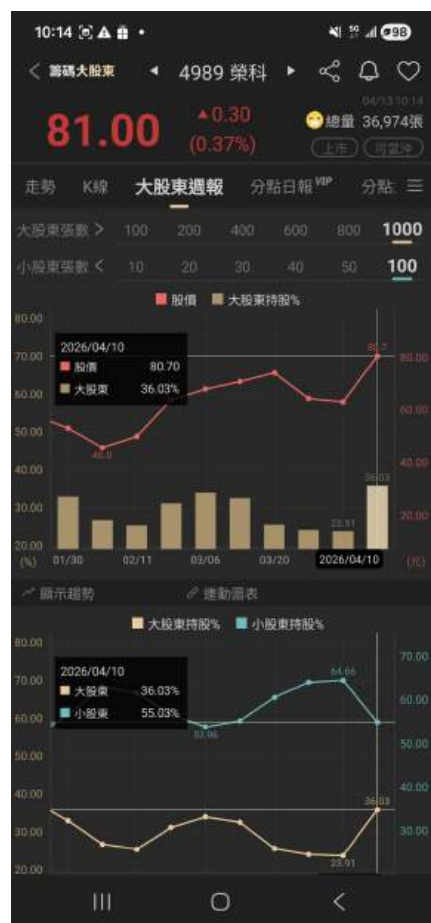 10:14
5G
98
籌碼大股東
4989 榮科
81.00
▲0.30
(0.37%)
04/13 10:14
總量 36,974張
上市 可當沖
走勢 K線 大股東週報 分點日報 VIP 分點
大股東張數 > 100 200 400 600 800 1000
小股東張數 < 10 20 30 40 50 100
股價 大股東持股%
80.00
70.00
60.00
50.00
40.00
30.00
20.00
(%)
2026/04/10
股價 80.70
大股東 36.03%
46.8
80.7
36.03
23.91
80.00
60.00
40.00
20.00
(元)
01/30 02/11 03/06 03/20 2026/04/10
顯示趨勢 連動圖表
大股東持股% 小股東持股%
80.00
70.00
60.00
50.00
40.00
30.00
20.00
2026/04/10
大股東 36.03%
小股東 55.03%
53.96
64.66
36.03
23.91
70.00
60.00
50.00
40.00
30.00